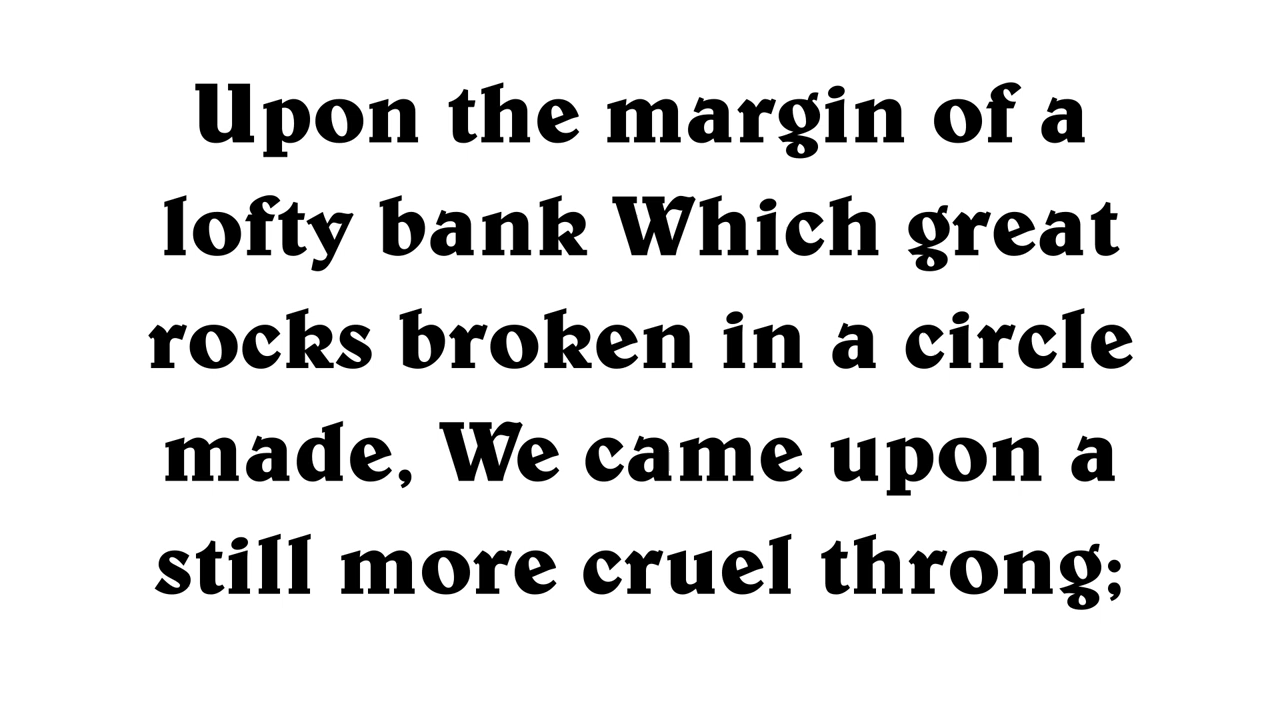 Upon the margin of a
lofty bank Which great
rocks broken in a circle
made, We came upon a
still more cruel throng;